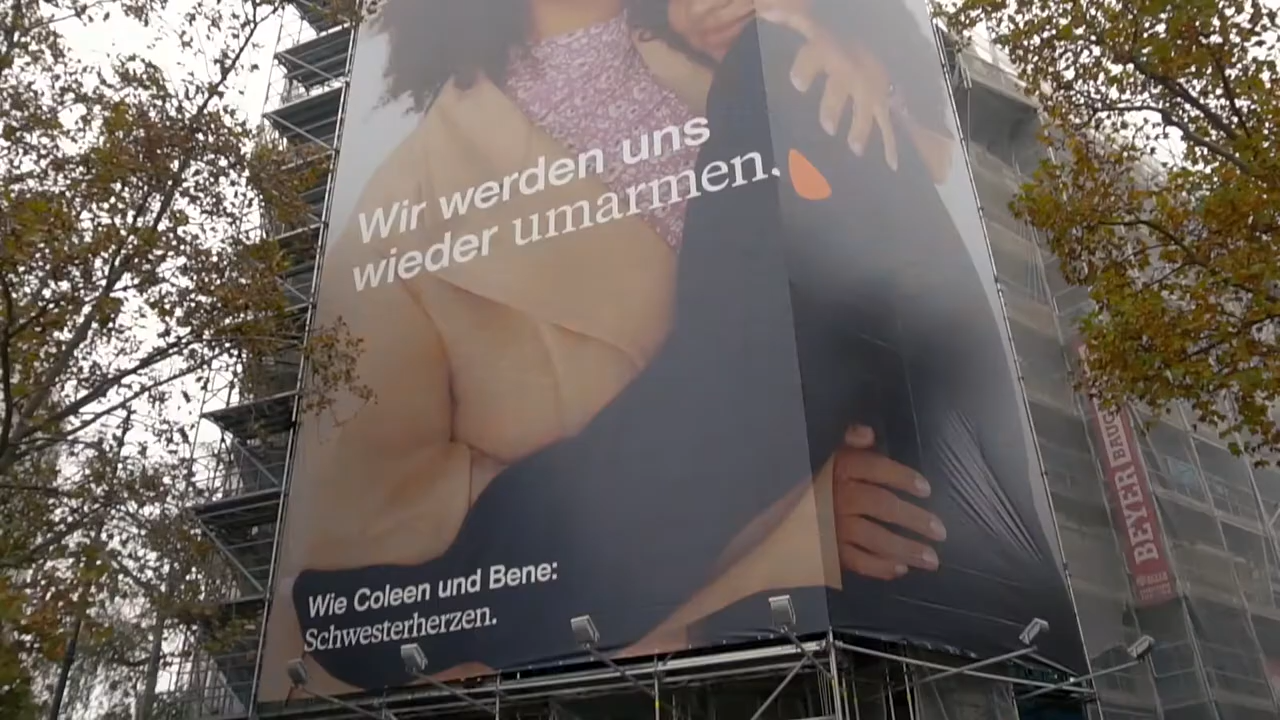 Wir werden uns
wieder umarmen.
Wie Coleen und Bene:
Schwesterherzen.
BEYER